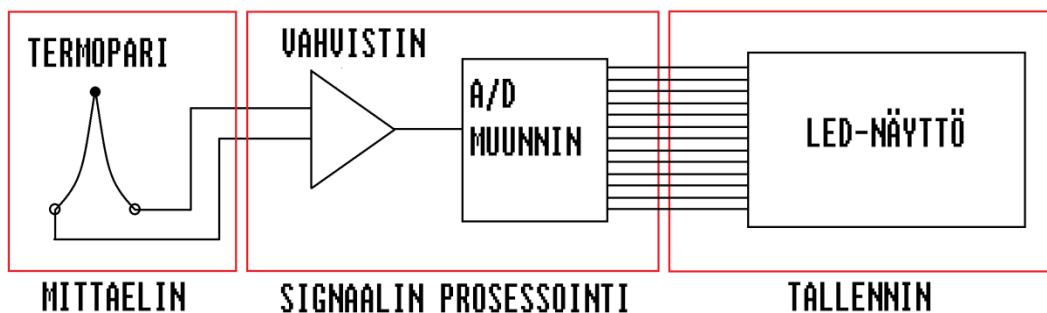 TERMOPARI
VAHVISTIN
A/D
MUUNNIN
LED-NÄYTTÖ
MITTAELIN
SIGNAALIN PROSESSOINTI
TALLENNIN